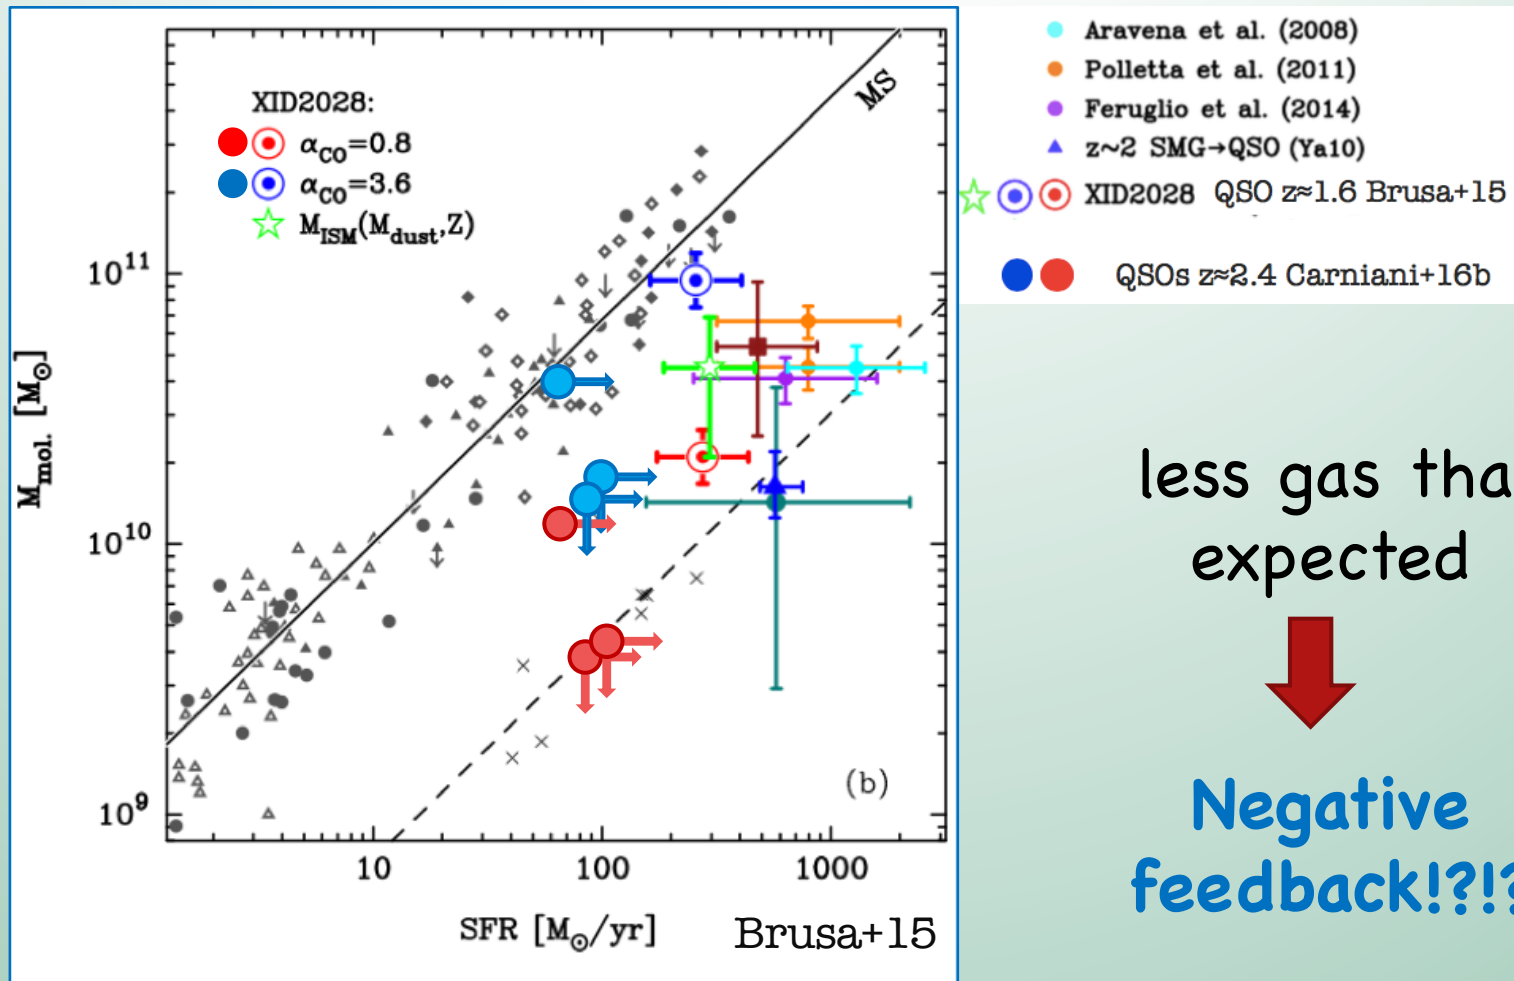 XID2028:
α_CO=0.8
α_CO=3.6
M_ISM(M_dust,Z)
MS
10^11
10^10
10^9
M_mol. [M_⊙]
(b)
10
100
1000
SFR [M_⊙/yr]
Brusa+15
Aravena et al. (2008)
Polletta et al. (2011)
Feruglio et al. (2014)
z~2 SMG→QSO (Ya10)
XID2028 QSO z≈1.6 Brusa+15
QSOs z≈2.4 Carniani+16b
less gas tha
expected
Negative
feedback!?!?